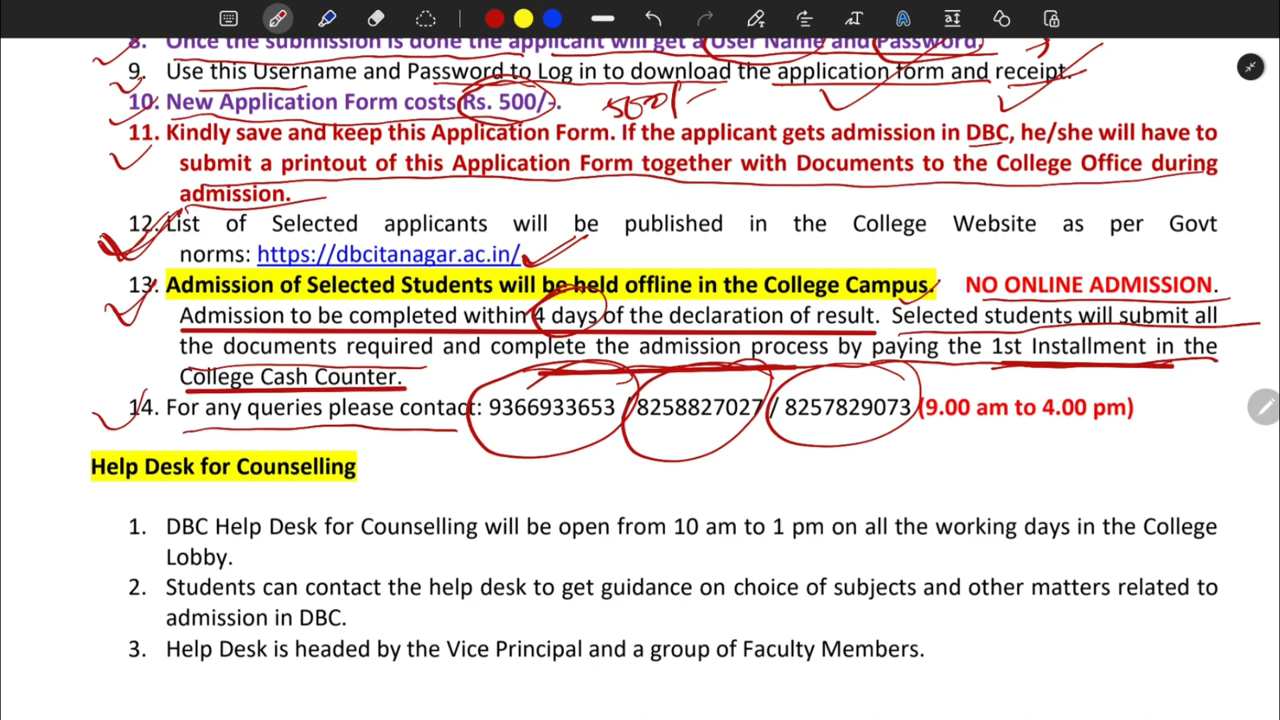 8. Once the submission is done the applicant will get a User Name and Password.
9. Use this Username and Password to Log in to download the application form and receipt.
10. New Application Form costs Rs. 500/-. 500/-
11. Kindly save and keep this Application Form. If the applicant gets admission in DBC, he/she will have to
submit a printout of this Application Form together with Documents to the College Office during
admission.
12. List of Selected applicants will be published in the College Website as per Govt
norms: https://dbcitanagar.ac.in/
13. Admission of Selected Students will be held offline in the College Campus. NO ONLINE ADMISSION.
Admission to be completed within 4 days of the declaration of result. Selected students will submit all
the documents required and complete the admission process by paying the 1st Installment in the
College Cash Counter.
14. For any queries please contact: 9366933653 / 8258827027 / 8257829073 (9.00 am to 4.00 pm)
Help Desk for Counselling
1. DBC Help Desk for Counselling will be open from 10 am to 1 pm on all the working days in the College
Lobby.
2. Students can contact the help desk to get guidance on choice of subjects and other matters related to
admission in DBC.
3. Help Desk is headed by the Vice Principal and a group of Faculty Members.